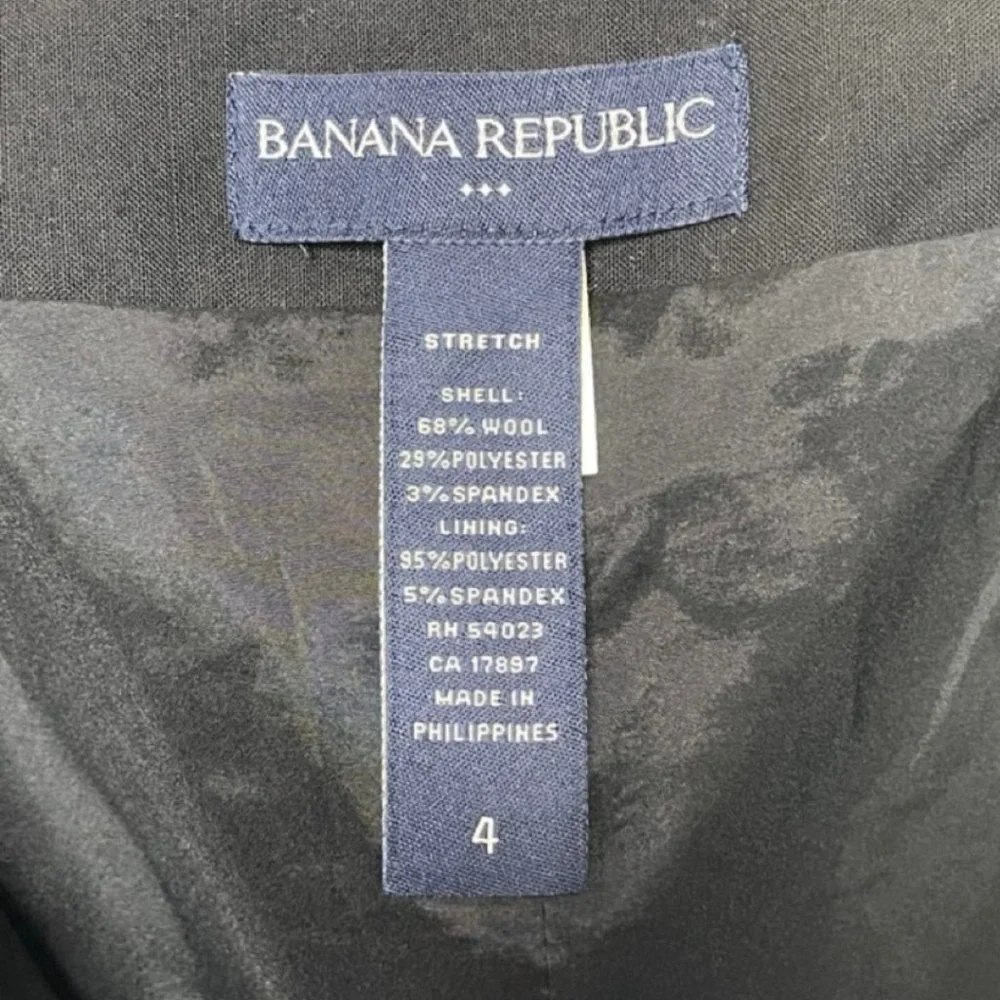 BANANA REPUBLIC
STRETCH
SHELL:
68% WOOL
29%POLYESTER
3%SPANDEX
LINING:
95%POLYESTER
5%SPANDEX
RN 54023
CA 17897
MADE IN
PHILIPPINES
4